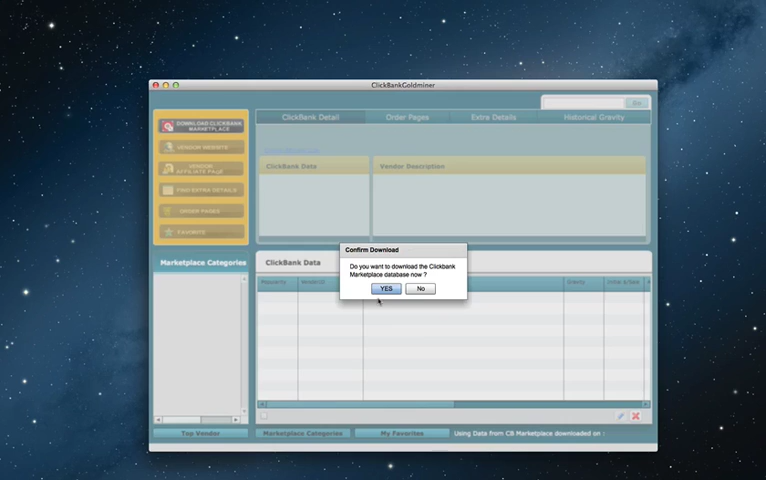 ClickBankGoldminer
Go
DOWNLOAD CLICKBANK
MARKETPLACE
VENDOR WEBSITE
VENDOR
AFFILIATE PAGE
FIND EXTRA DETAILS
ORDER PAGES
FAVORITE
ClickBank Detail
Order Pages
Extra Details
Historical Gravity
ClickBank Data
Vendor Description
Confirm Download
Do you want to download the Clickbank
Marketplace database now ?
YES
No
Marketplace Categories
ClickBank Data
Popularity
VendorID
Gravity
Initial $/Sale
Top Vendor
Marketplace Categories
My Favorites
Using Data from CB Marketplace downloaded on :